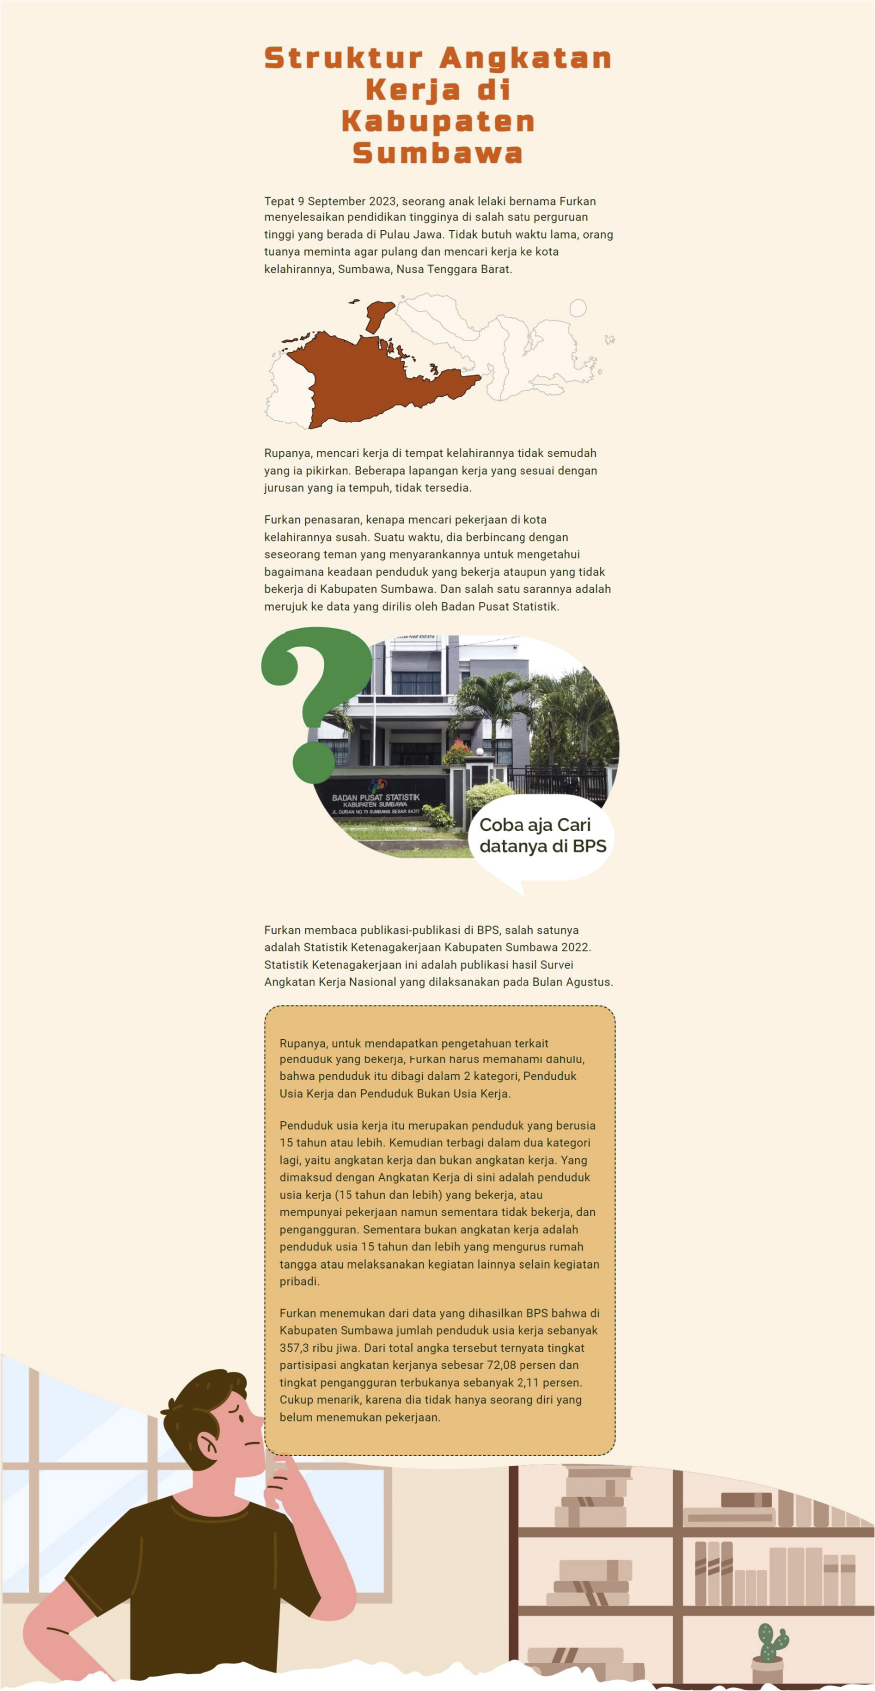 Struktur Angkatan
Kerja di
Kabupaten
Sumbawa
Tepat 9 September 2023, seorang anak lelaki bernama Furkan
menyelesaikan pendidikan tingginya di salah satu perguruan
tinggi yang berada di Pulau Jawa. Tidak butuh waktu lama, orang
tuanya meminta agar pulang dan mencari kerja ke kota
kelahirannya, Sumbawa, Nusa Tenggara Barat.
Rupanya, mencari kerja di tempat kelahirannya tidak semudah
yang ia pikirkan. Beberapa lapangan kerja yang sesuai dengan
jurusan yang ia tempuh, tidak tersedia.
Furkan penasaran, kenapa mencari pekerjaan di kota
kelahirannya susah. Suatu waktu, dia berbincang dengan
seseorang teman yang menyarankannya untuk mengetahui
bagaimana keadaan penduduk yang bekerja ataupun yang tidak
bekerja di Kabupaten Sumbawa. Dan salah satu sarannya adalah
merujuk ke data yang dirilis oleh Badan Pusat Statistik.
?
BADAN PUSAT STATISTIK
KABUPATEN SUMBAWA
JL. DURIAN NO.70 SUMBAWA BESAR 84317
Coba aja Cari
datanya di BPS
Furkan membaca publikasi-publikasi di BPS, salah satunya
adalah Statistik Ketenagakerjaan Kabupaten Sumbawa 2022.
Statistik Ketenagakerjaan ini adalah publikasi hasil Survei
Angkatan Kerja Nasional yang dilaksanakan pada Bulan Agustus.
Rupanya, untuk mendapatkan pengetahuan terkait
penduduk yang bekerja, Furkan harus memahami dahulu,
bahwa penduduk itu dibagi dalam 2 kategori, Penduduk
Usia Kerja dan Penduduk Bukan Usia Kerja.
Penduduk usia kerja itu merupakan penduduk yang berusia
15 tahun atau lebih. Kemudian terbagi dalam dua kategori
lagi, yaitu angkatan kerja dan bukan angkatan kerja. Yang
dimaksud dengan Angkatan Kerja di sini adalah penduduk
usia kerja (15 tahun dan lebih) yang bekerja, atau
mempunyai pekerjaan namun sementara tidak bekerja, dan
pengangguran. Sementara bukan angkatan kerja adalah
penduduk usia 15 tahun dan lebih yang mengurus rumah
tangga atau melaksanakan kegiatan lainnya selain kegiatan
pribadi.
Furkan menemukan dari data yang dihasilkan BPS bahwa di
Kabupaten Sumbawa jumlah penduduk usia kerja sebanyak
357,3 ribu jiwa. Dari total angka tersebut ternyata tingkat
partisipasi angkatan kerjanya sebesar 72,08 persen dan
tingkat pengangguran terbukanya sebanyak 2,11 persen.
Cukup menarik, karena dia tidak hanya seorang diri yang
belum menemukan pekerjaan.